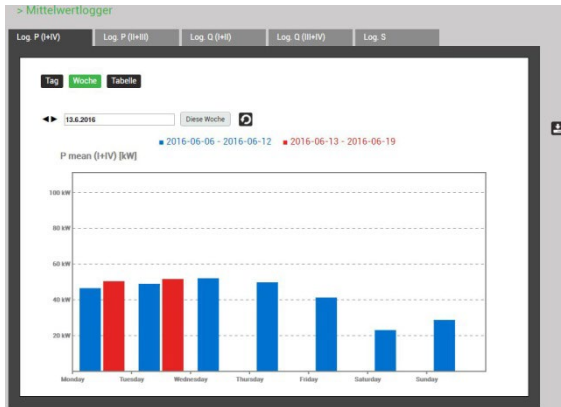 > Mittelwertlogger
Log. P (I+IV) Log. P (II+III) Log. Q (I+II) Log. Q (III+IV) Log. S
Tag Woche Tabelle
13.6.2016 Diese Woche
2016-06-06 - 2016-06-12 2016-06-13 - 2016-06-19
P mean (I+IV) [kW]
100 kW
80 kW
60 kW
40 kW
20 kW
Monday Tuesday Wednesday Thursday Friday Saturday Sunday